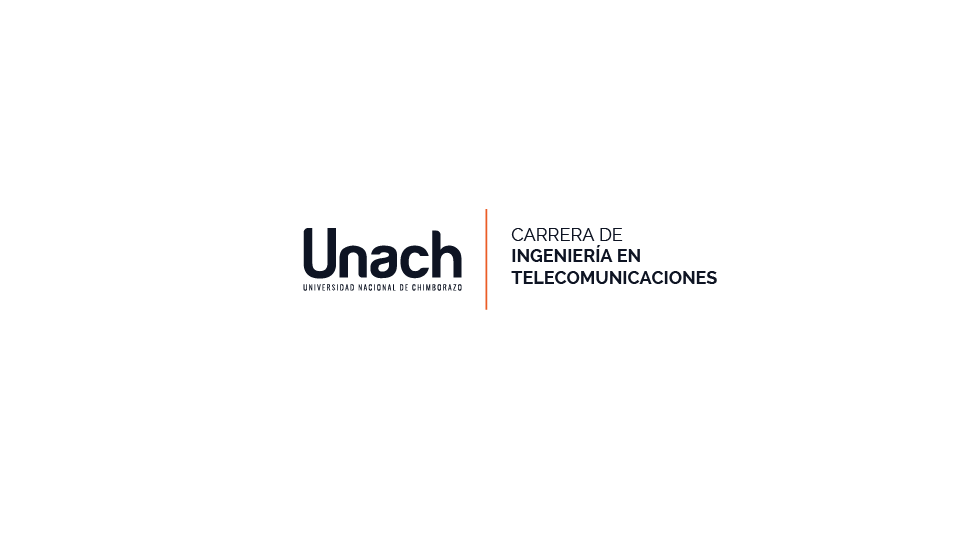 Unach
UNIVERSIDAD NACIONAL DE CHIMBORAZO
CARRERA DE
INGENIERÍA EN
TELECOMUNICACIONES